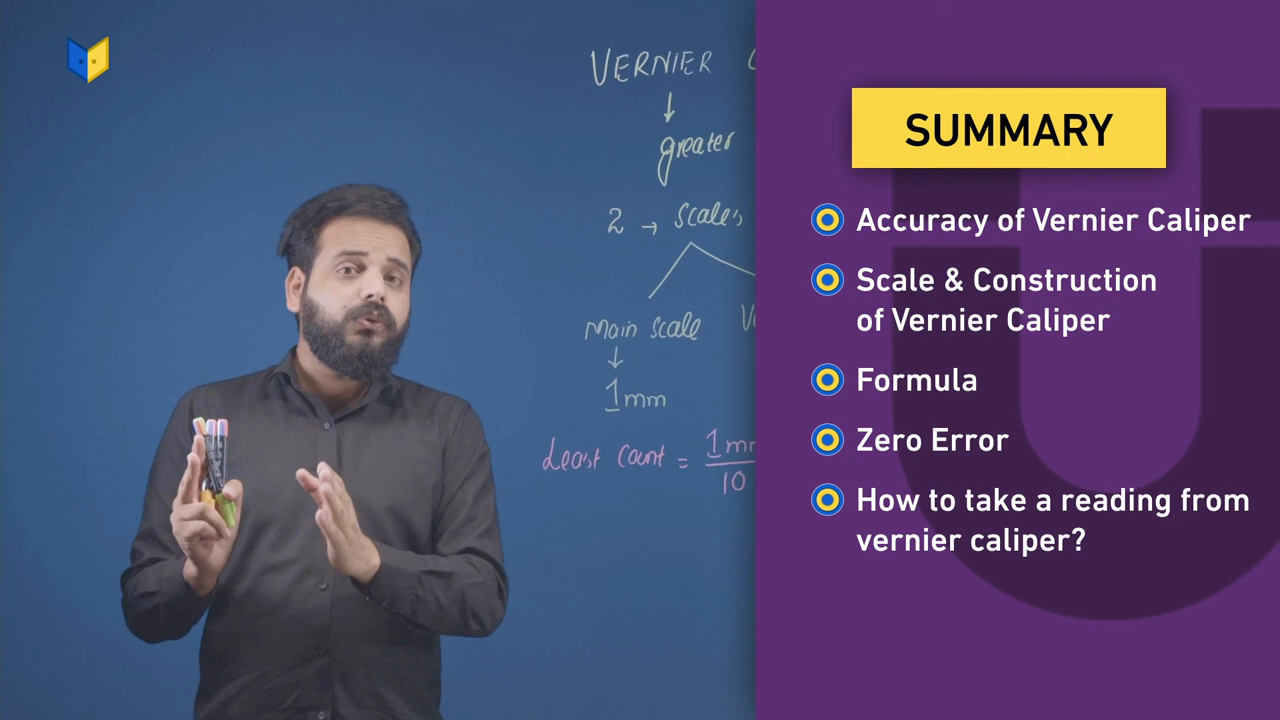 VERNIER
greater
2 → scales
Main scale
1mm
Least count = 1mm
10
SUMMARY
Accuracy of Vernier Caliper
Scale & Construction
of Vernier Caliper
Formula
Zero Error
How to take a reading from
vernier caliper?